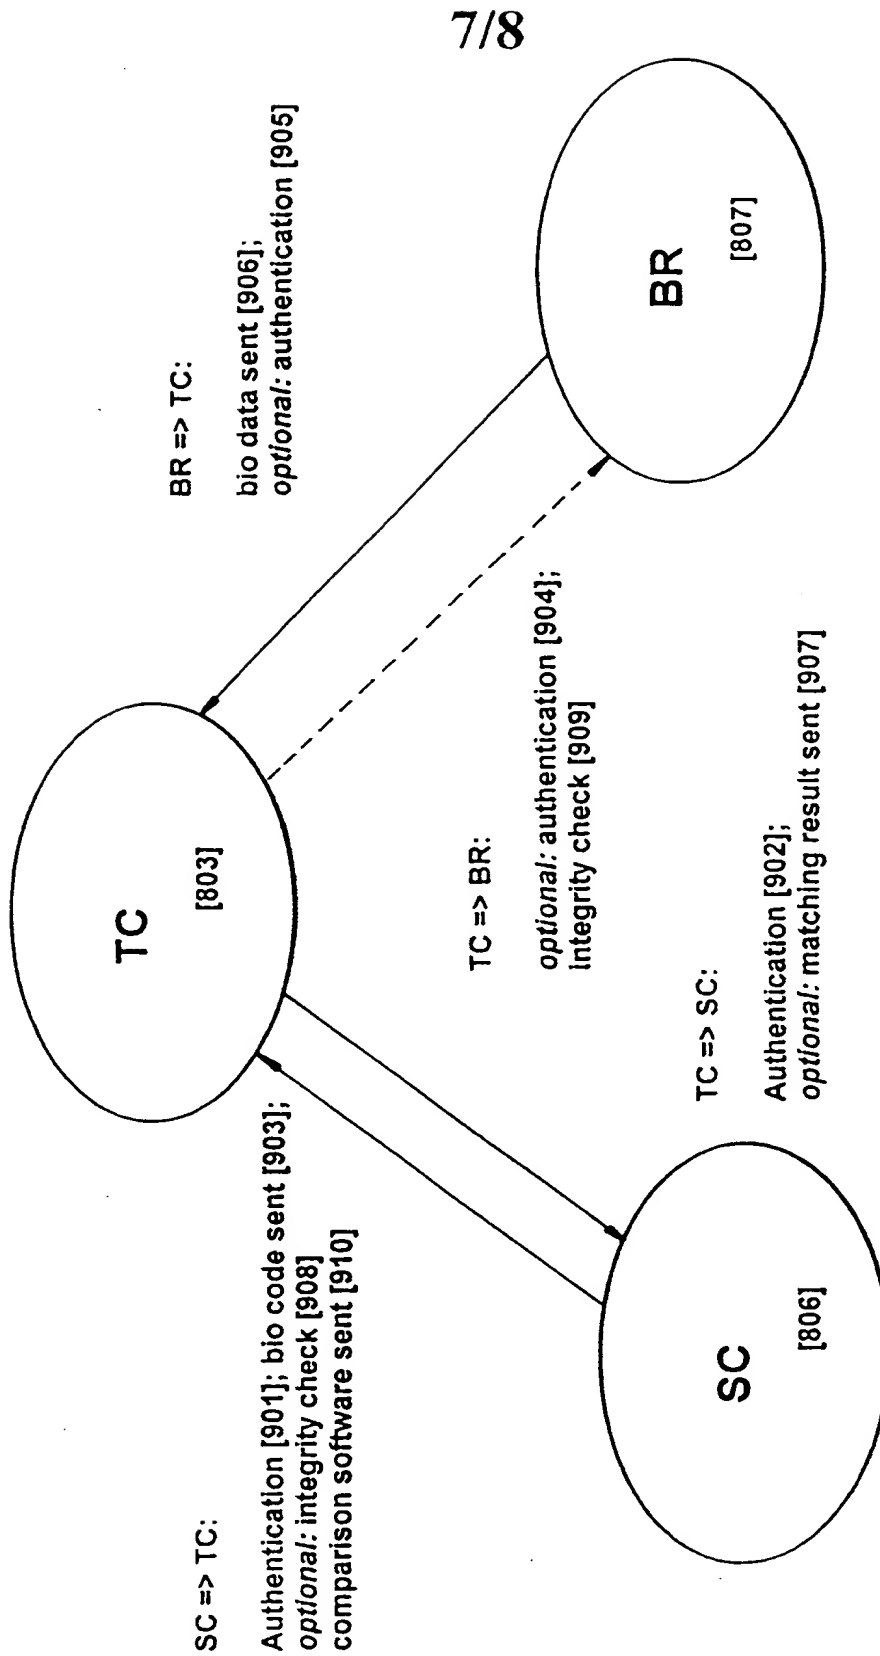 7/8
SC => TC:
Authentication [901]; bio code sent [903];
optional: integrity check [908]
comparison software sent [910]
TC
[803]
BR => TC:
bio data sent [906];
optional: authentication [905]
TC => BR:
optional: authentication [904];
Integrity check [909]
TC => SC:
Authentication [902];
optional: matching result sent [907]
SC
[806]
BR
[807]